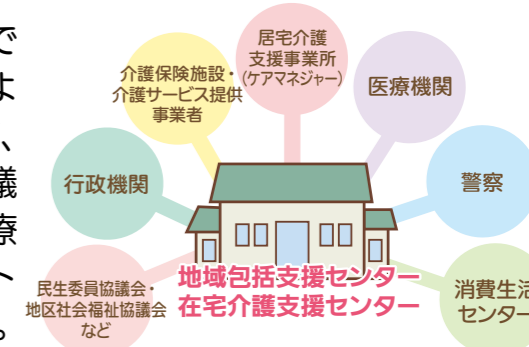 で
よ
、
議
療
ト
。
居宅介護
支援事業所
(ケアマネジャー)
介護保険施設・
介護サービス提供
事業者
医療機関
行政機関
警察
民生委員協議会・
地区社会福祉協議会
など
地域包括支援センター
在宅介護支援センター
消費生活
センター